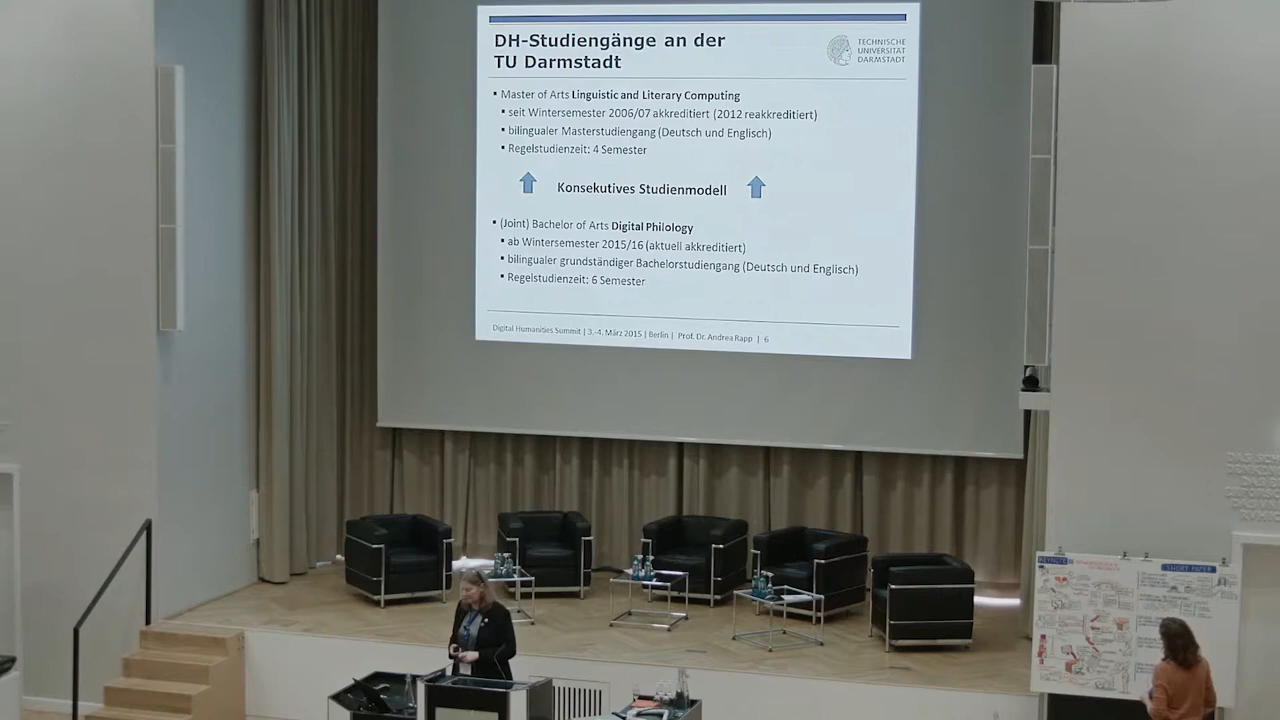 DH-Studiengänge an der
TU Darmstadt
TECHNISCHE
UNIVERSITÄT
DARMSTADT
▪ Master of Arts Linguistic and Literary Computing
▪ seit Wintersemester 2006/07 akkreditiert (2012 reakkreditiert)
▪ bilingualer Masterstudiengang (Deutsch und Englisch)
▪ Regelstudienzeit: 4 Semester
Konsekutives Studienmodell
▪ (Joint) Bachelor of Arts Digital Philology
▪ ab Wintersemester 2015/16 (aktuell akkreditiert)
▪ bilingualer grundständiger Bachelorstudiengang (Deutsch und Englisch)
▪ Regelstudienzeit: 6 Semester
Digital Humanities Summit | 3.-4. März 2015 | Berlin | Prof. Dr. Andrea Rapp | 6
KEYNOTE
SHORT PAPER